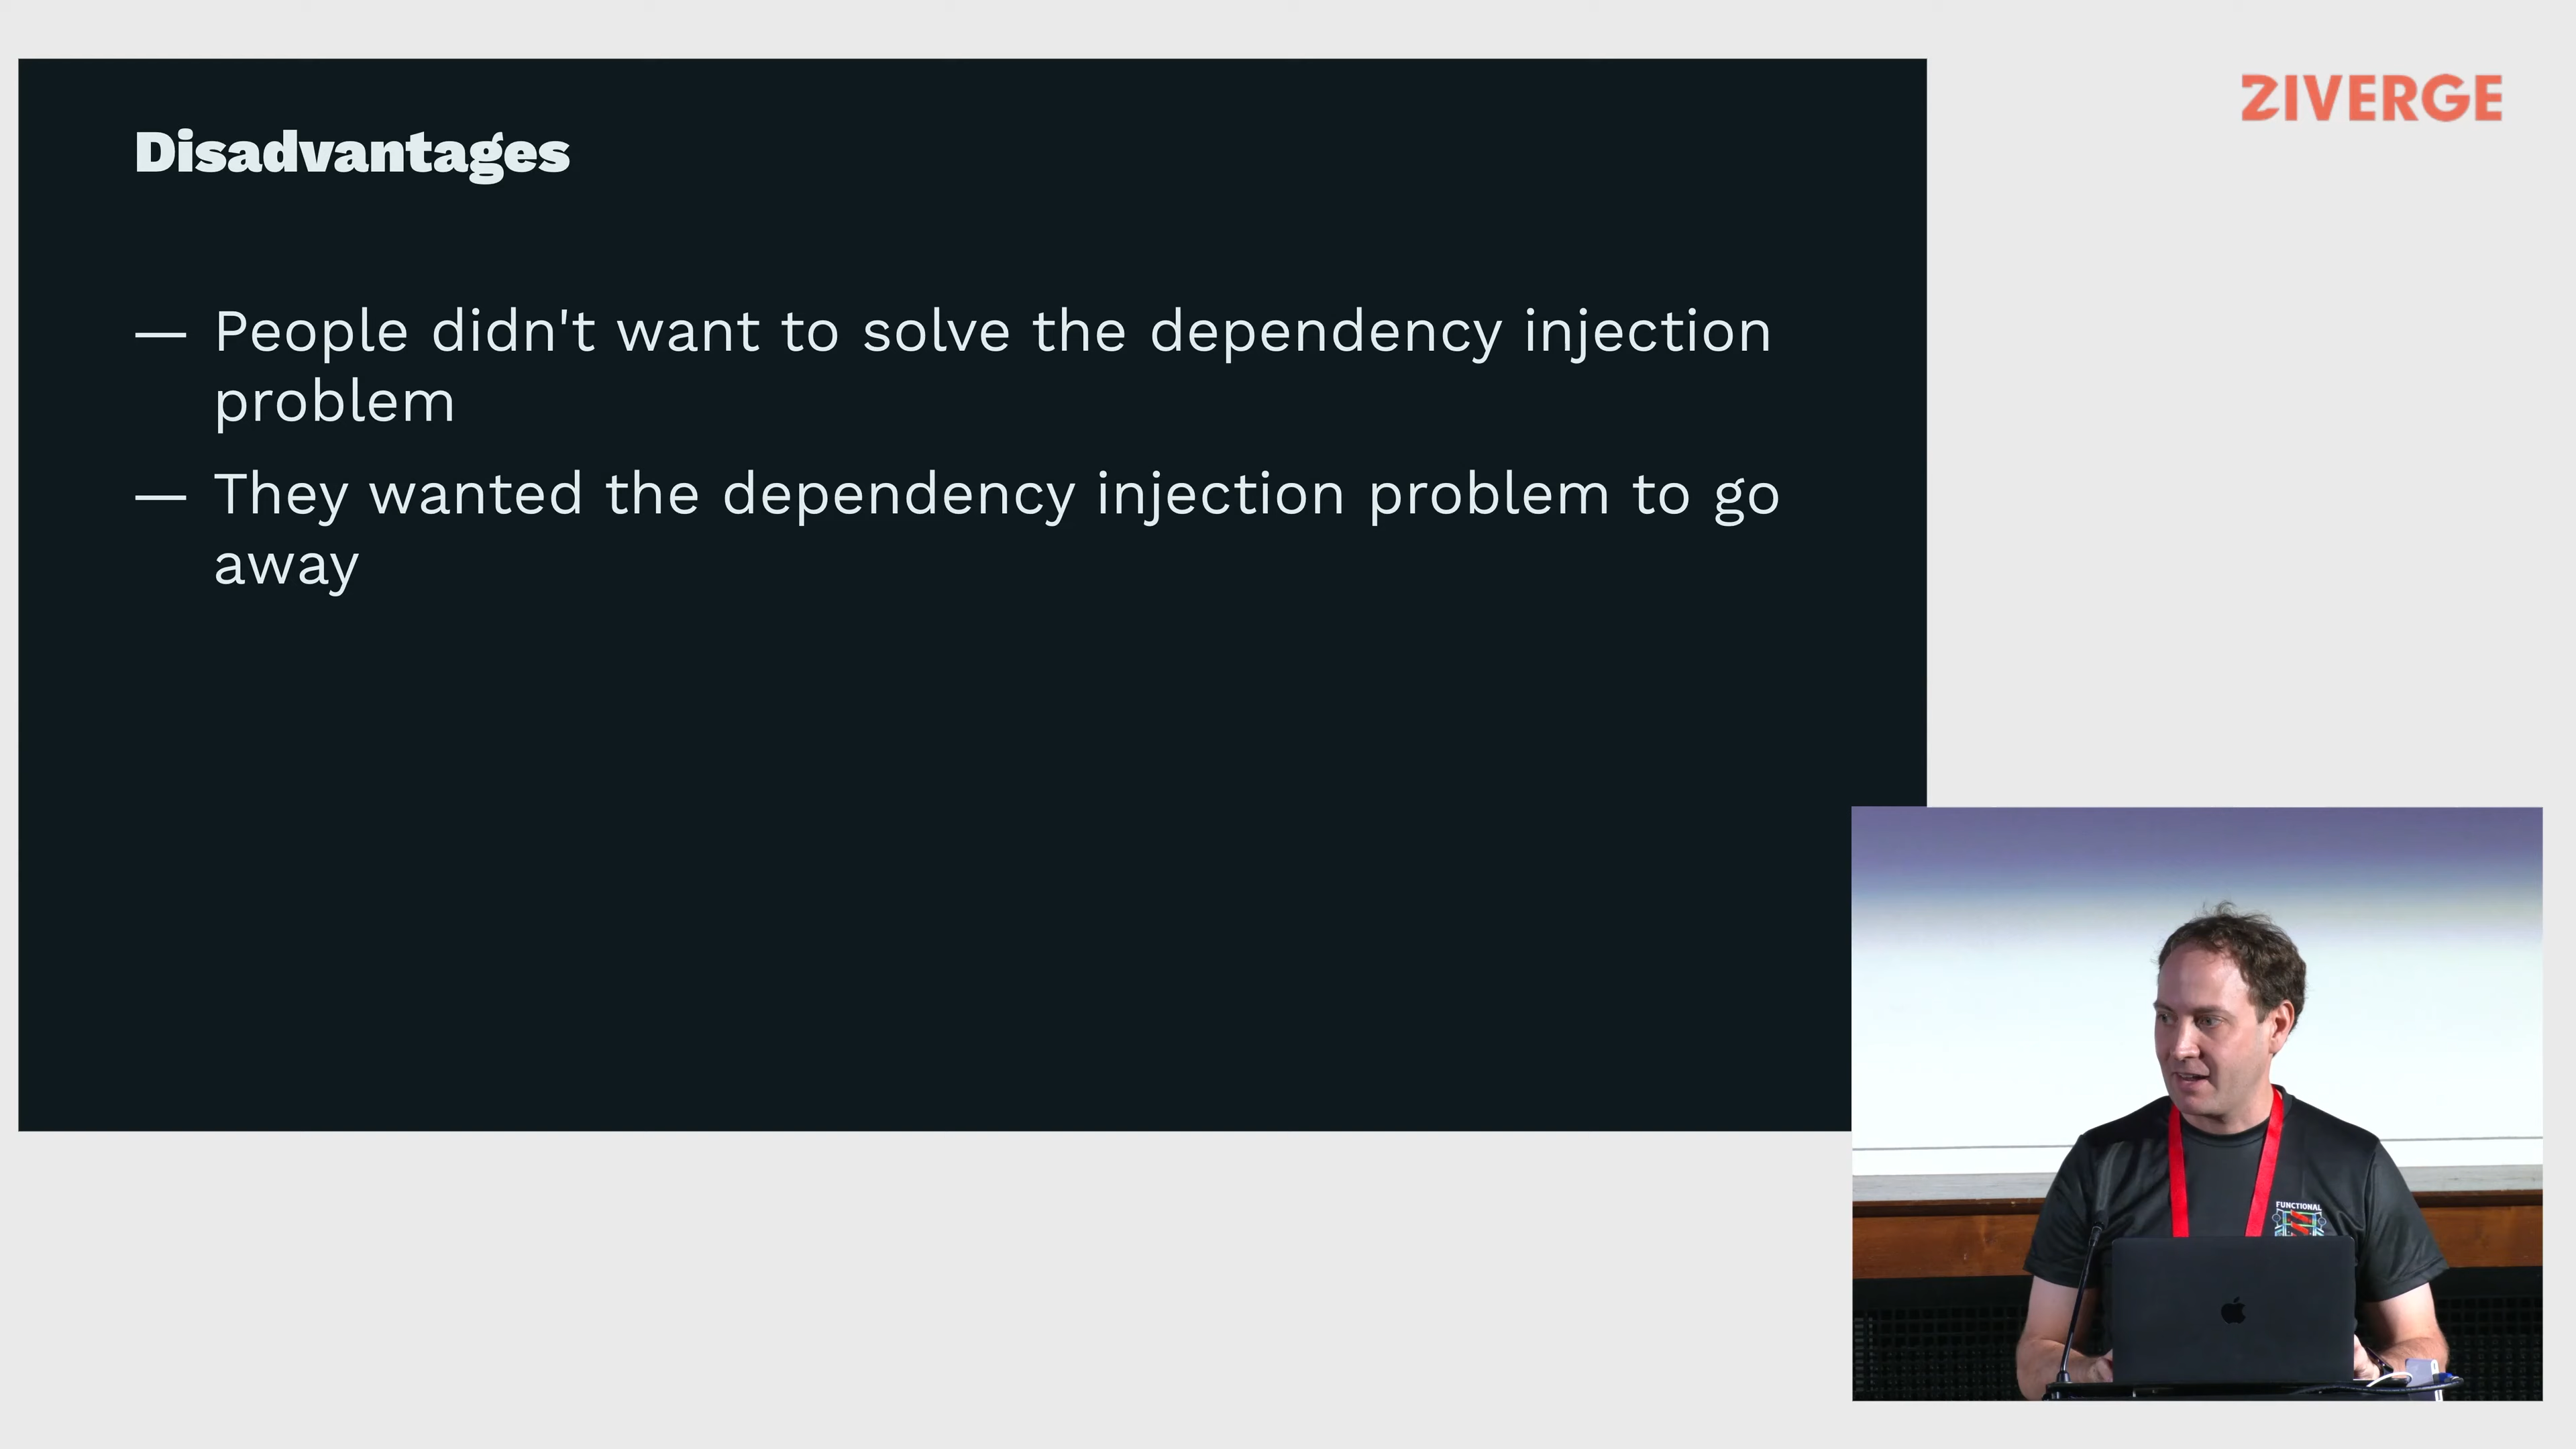 ZIVERGE
Disadvantages
— People didn't want to solve the dependency injection
problem
— They wanted the dependency injection problem to go
away
FUNCTIONAL